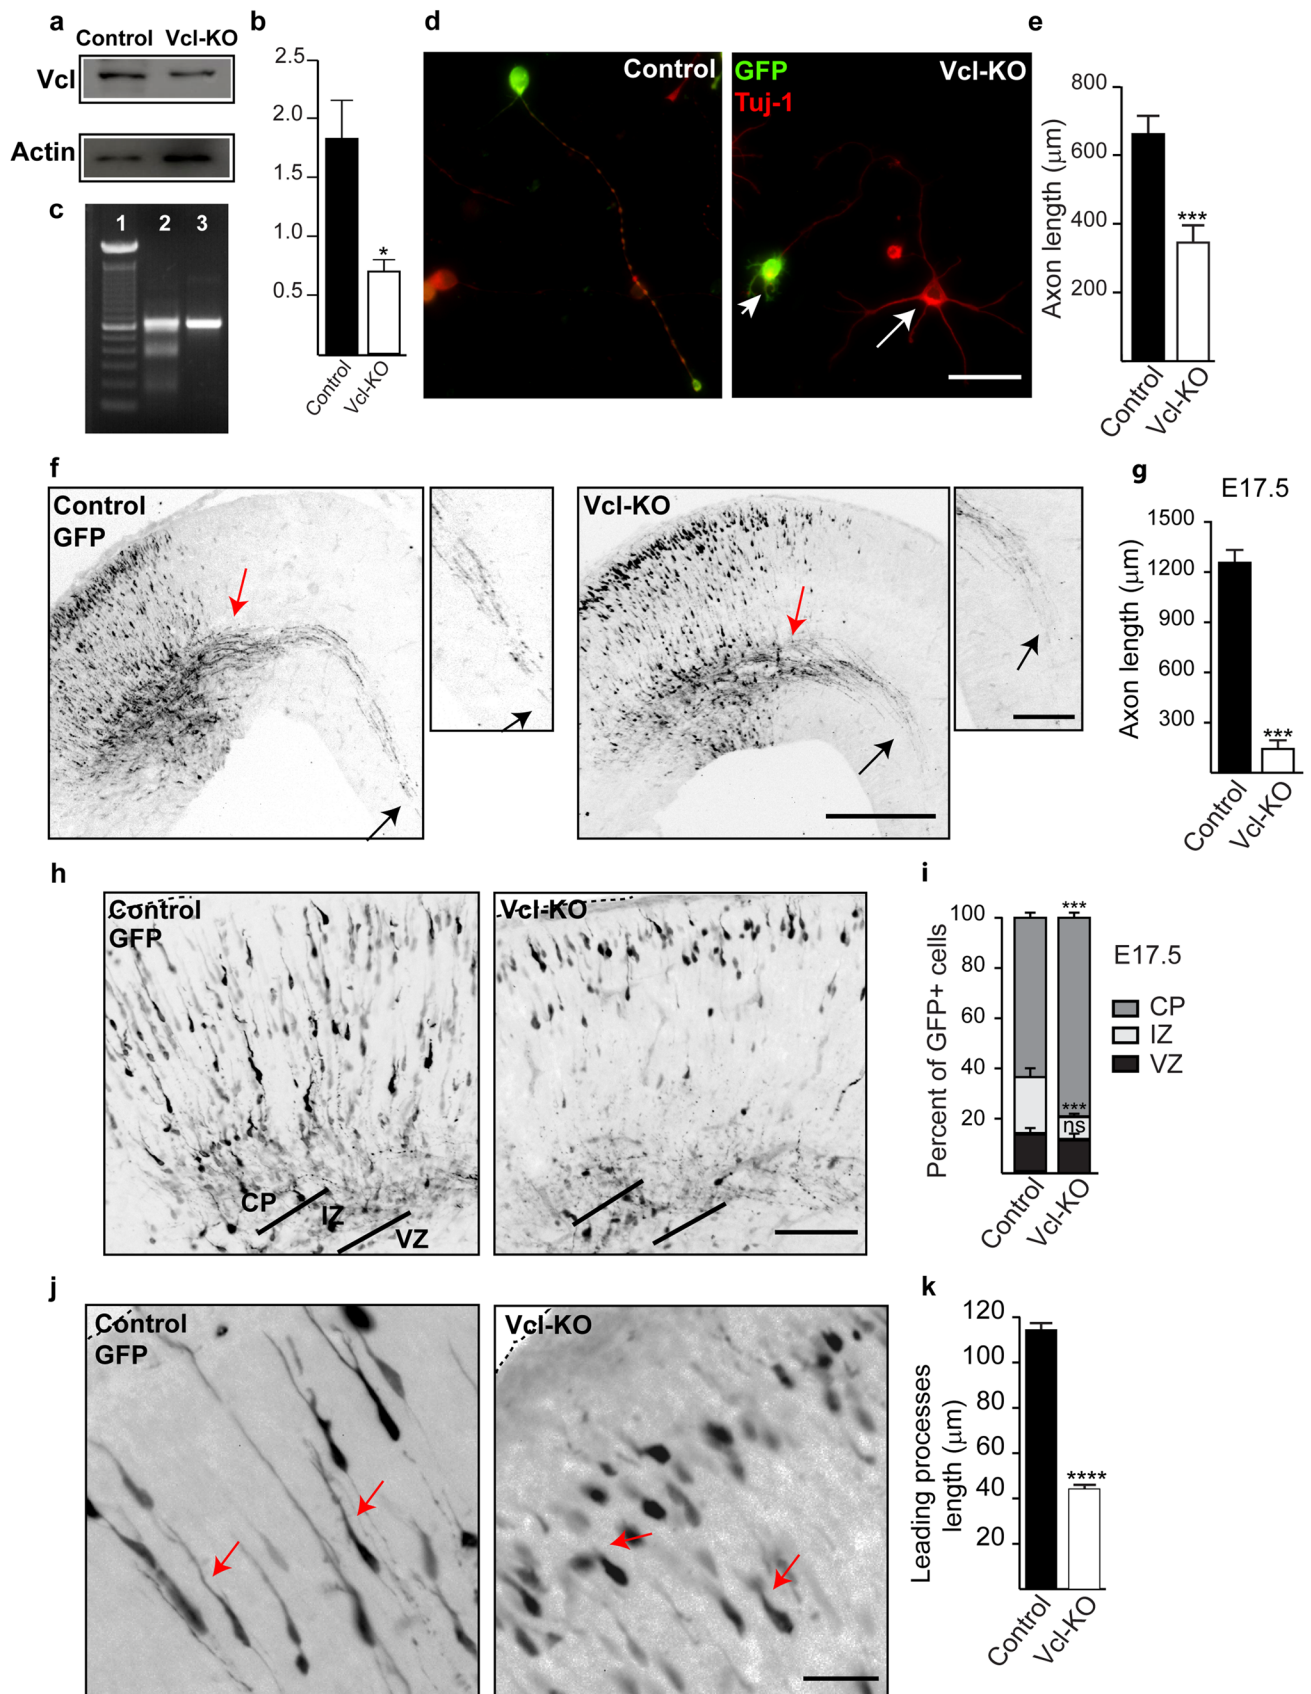 a
Control Vcl-KO
Vcl
Actin
b
2.5
2.0
1.5
1.0
0.5
*
Control
Vcl-KO
c
1 2 3
d
Control
GFP
Tuj-1
Vcl-KO
e
Axon length (μm)
800
600
400
200
***
Control
Vcl-KO
f
Control
GFP
Vcl-KO
g
E17.5
Axon length (μm)
1500
1200
900
600
300
***
Control
Vcl-KO
h
Control
GFP
CP
IZ
VZ
Vcl-KO
i
Percent of GFP+ cells
100
80
60
40
20
***
***
ns
Control
Vcl-KO
E17.5
CP
IZ
VZ
j
Control
GFP
Vcl-KO
k
Leading processes
length (μm)
120
100
80
60
40
20
****
Control
Vcl-KO